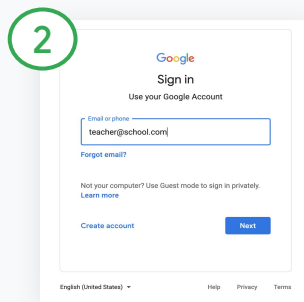 2
Google
Sign in
Use your Google Account
Email or phone
teacher@school.com
Forgot email?
Not your computer? Use Guest mode to sign in privately.
Learn more
Create account
Next
English (United States)
Help
Privacy
Terms